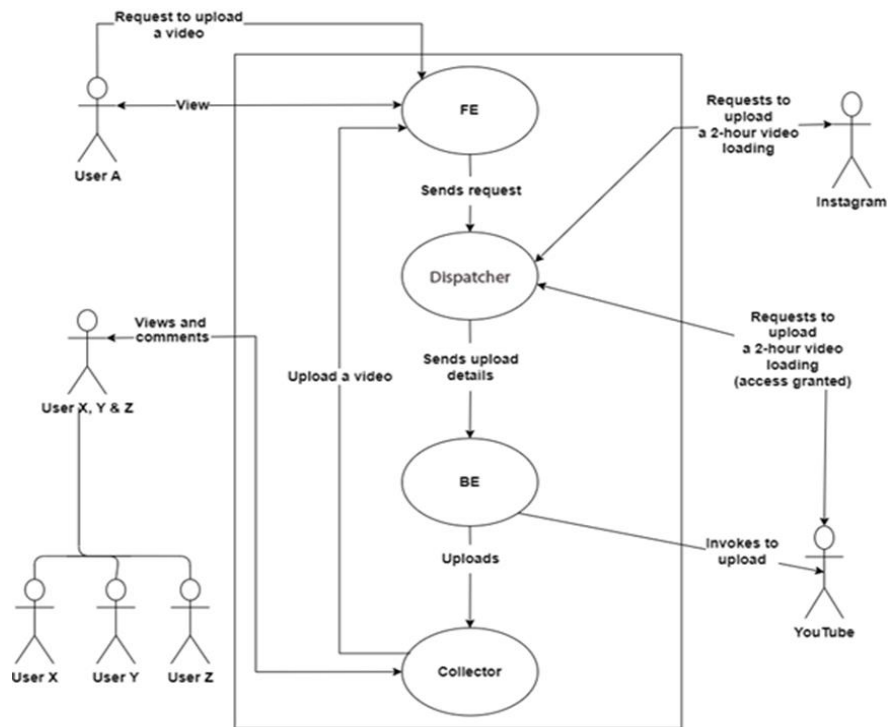 Request to upload
a video
View
User A
FE
Requests to
upload
a 2-hour video
loading
Instagram
Sends request
Dispatcher
Views and
comments
User X, Y & Z
Upload a video
Sends upload
details
Requests to
upload
a 2-hour video
loading
(access granted)
BE
Invokes to
upload
YouTube
Uploads
User X
User Y
User Z
Collector